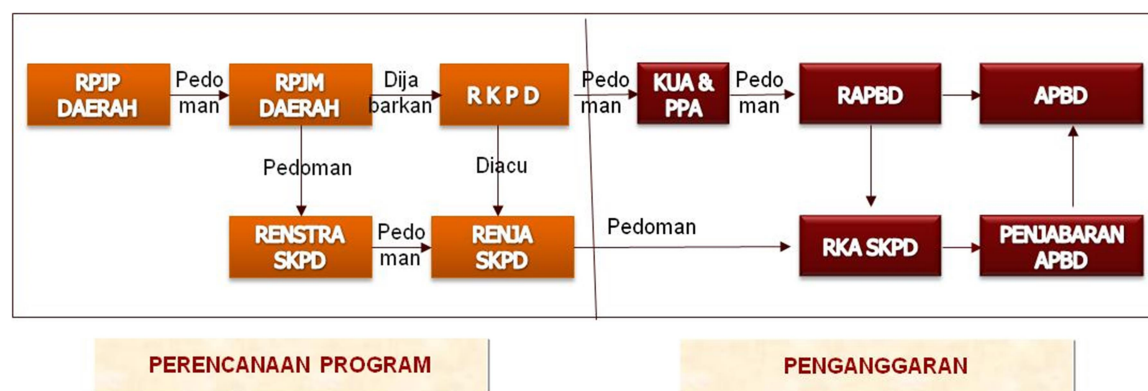 RPJP
DAERAH
Pedo
man
RPJM
DAERAH
Dija
barkan
R K P D
Pedo
man
KUA &
PPA
Pedo
man
RAPBD
APBD
Pedoman
Diacu
RENSTRA
SKPD
Pedo
man
RENJA
SKPD
Pedoman
RKA SKPD
PENJABARAN
APBD
PERENCANAAN PROGRAM
PENGANGGARAN